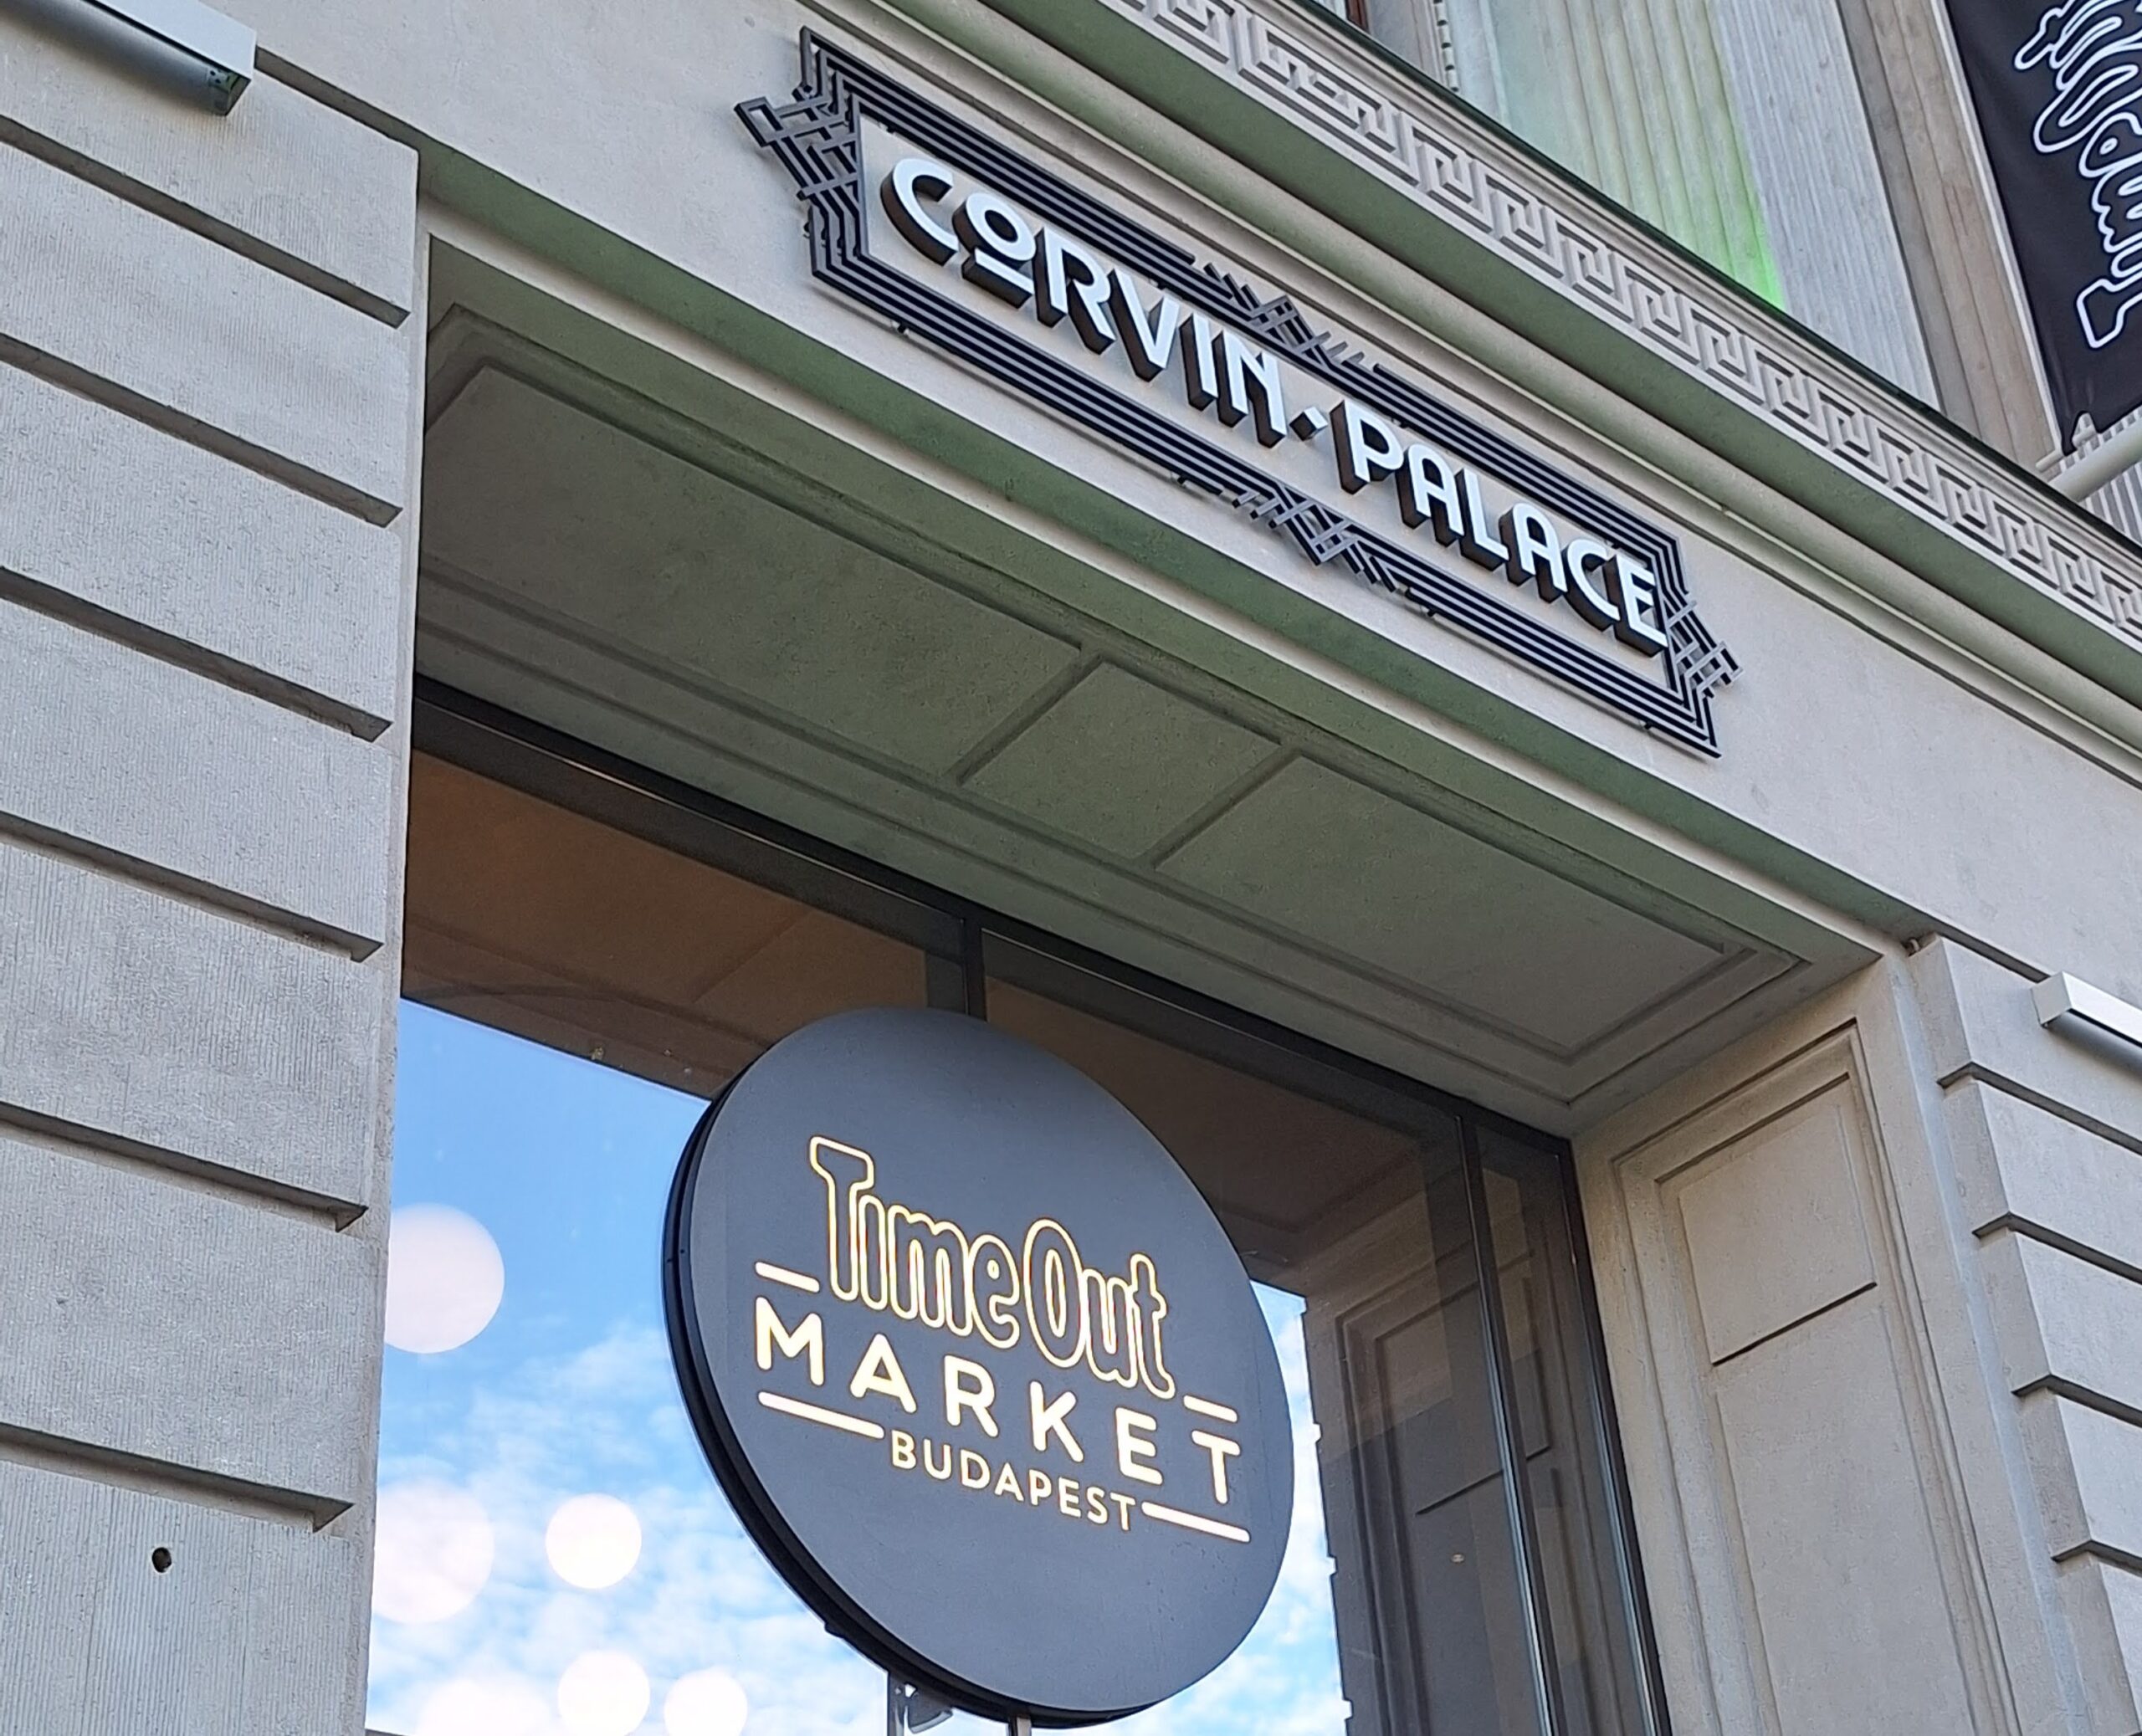 CORVIN·PALACE
Time Out
MARKET
BUDAPEST